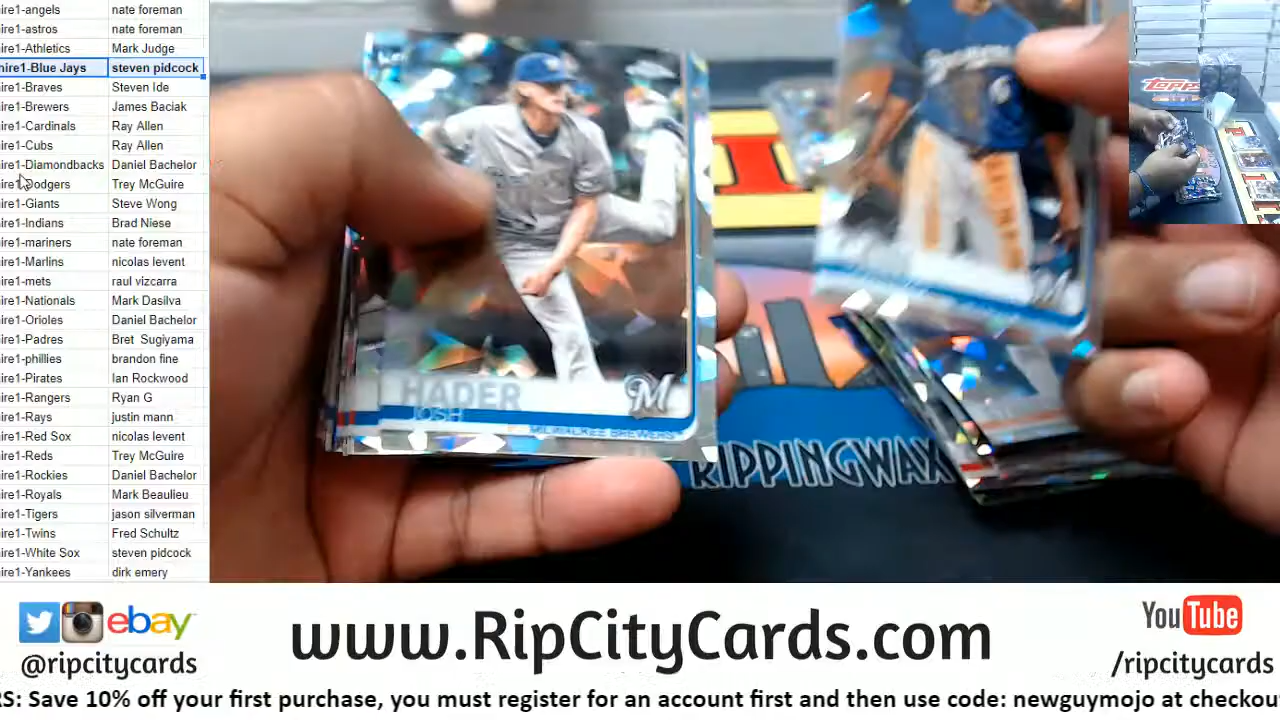 ire1-angels nate foreman
ire1-astros nate foreman
ire1-Athletics Mark Judge
hire1-Blue Jays steven pidcock
ire1-Braves Steven Ide
ire1-Brewers James Baciak
ire1-Cardinals Ray Allen
ire1-Cubs Ray Allen
ire1-Diamondbacks Daniel Bachelor
ire1-Dodgers Trey McGuire
ire1-Giants Steve Wong
ire1-Indians Brad Niese
ire1-mariners nate foreman
ire1-Marlins nicolas levent
ire1-mets raul vizcarra
ire1-Nationals Mark Dasilva
ire1-Orioles Daniel Bachelor
ire1-Padres Bret Sugiyama
ire1-phillies brandon fine
ire1-Pirates Ian Rockwood
ire1-Rangers Ryan G
ire1-Rays justin mann
ire1-Red Sox nicolas levent
ire1-Reds Trey McGuire
ire1-Rockies Daniel Bachelor
ire1-Royals Mark Beaulieu
ire1-Tigers jason silverman
ire1-Twins Fred Schultz
ire1-White Sox steven pidcock
ire1-Yankees dirk emery
Topps
HADER
JOSH
M
MILWAUKEE BREWERS
RIPPINGWAX
ebay
@ripcitycards
www.RipCityCards.com
YouTube
/ripcitycards
RS: Save 10% off your first purchase, you must register for an account first and then use code: newguymojo at checkou